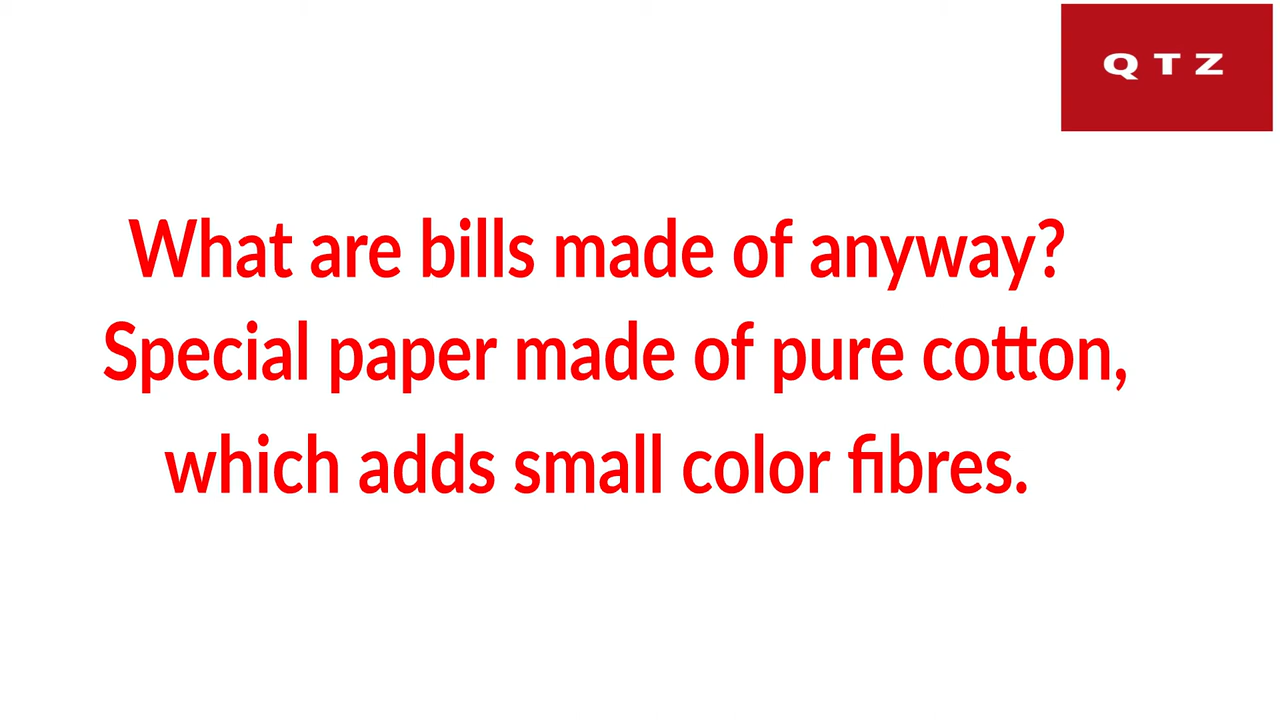 QTZ
What are bills made of anyway?
Special paper made of pure cotton,
which adds small color fibres.